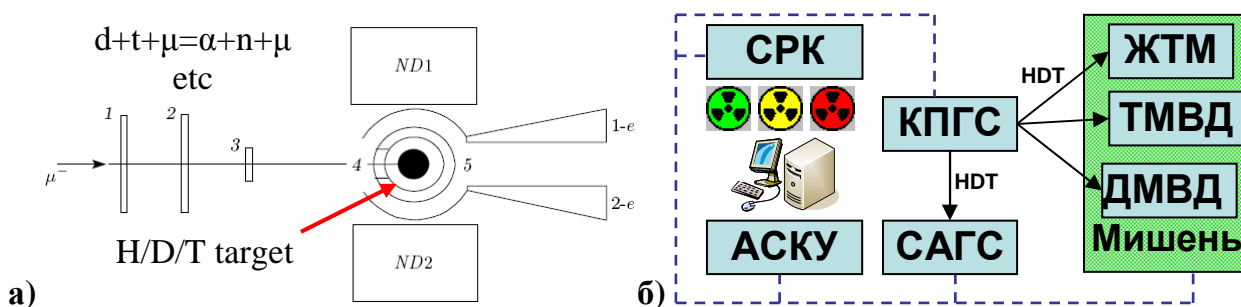 d+t+μ=α+n+μ
etc
ND1
1
2
3
4
5
μ⁻
1-e
2-e
H/D/T target
ND2
а)
СРК
КПГС
HDT
HDT
ЖТМ
ТМВД
ДМВД
Мишень
АСКУ
САГС
б)